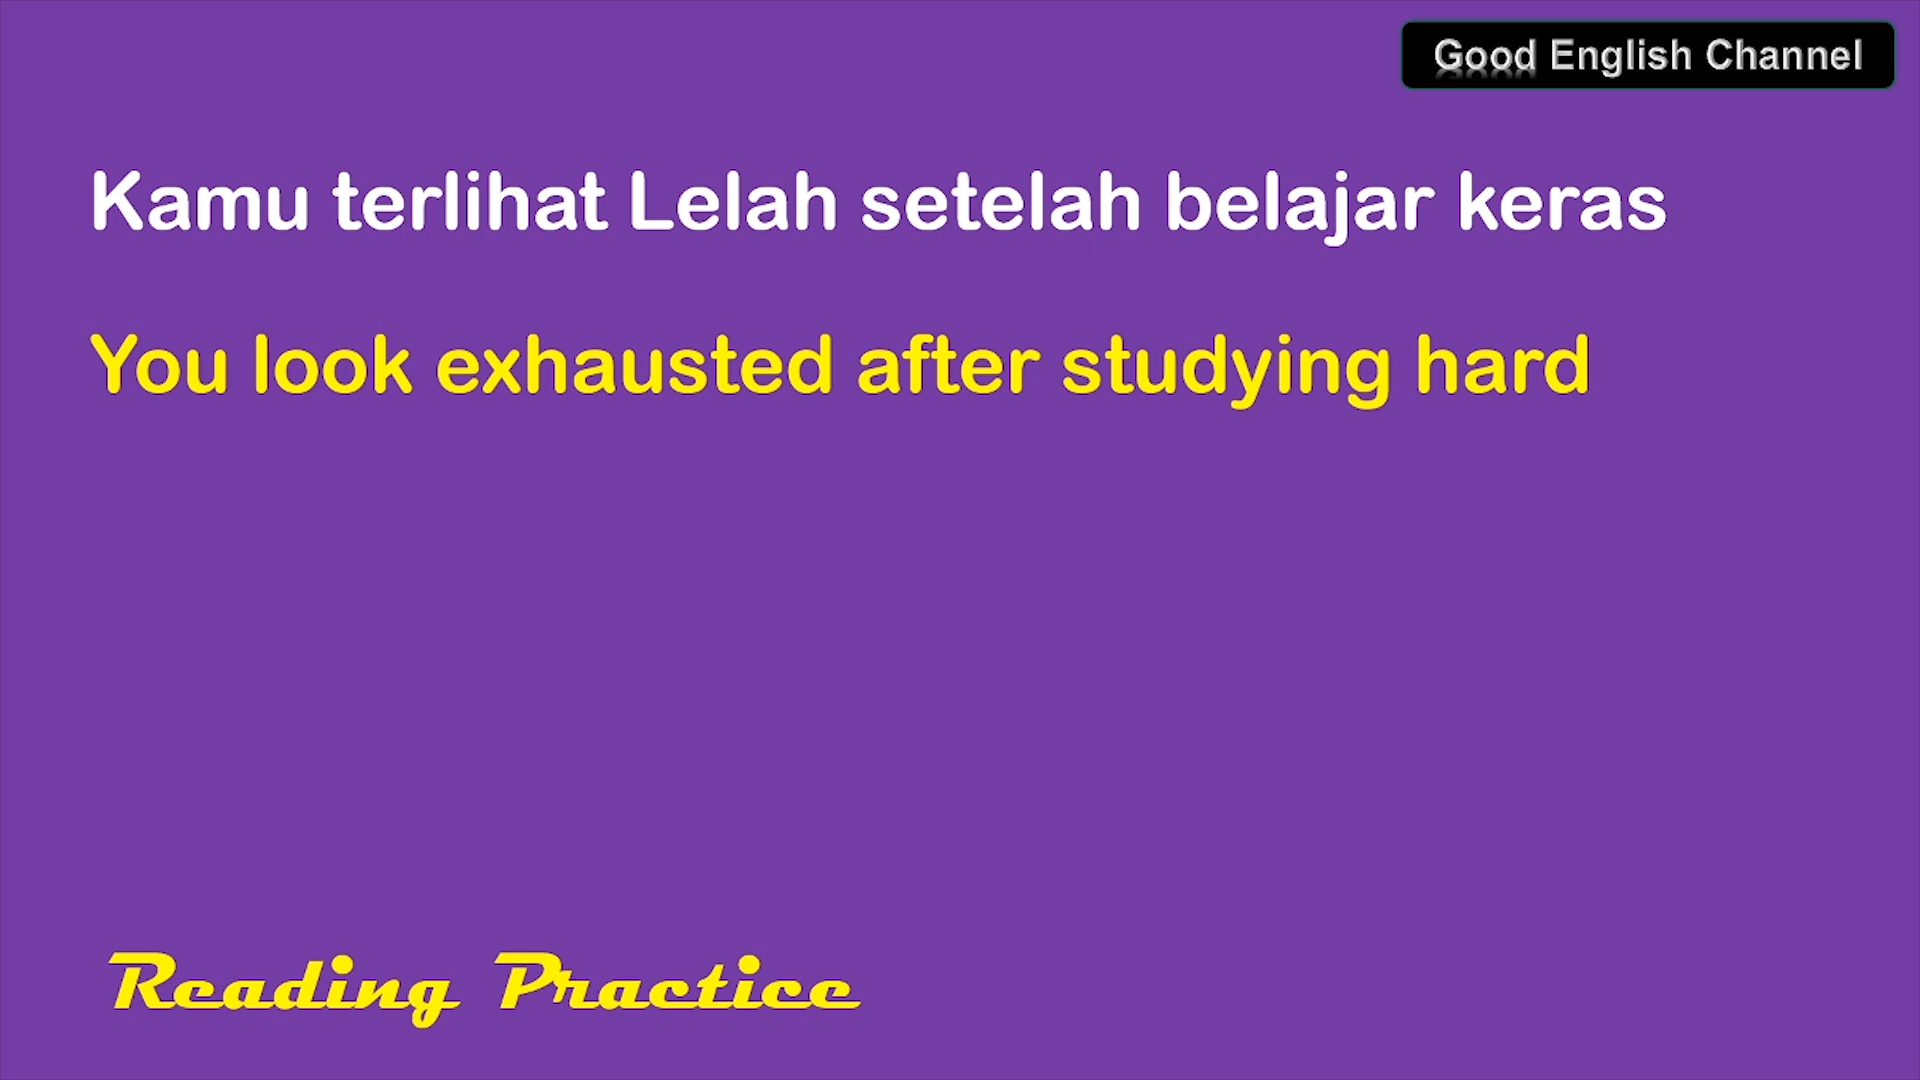 Good English Channel
Kamu terlihat Lelah setelah belajar keras
You look exhausted after studying hard
Reading Practice